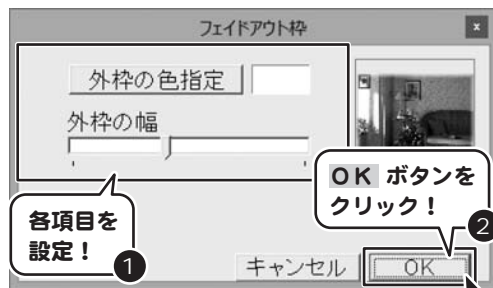 フェイドアウト枠
x
外枠の色指定
外枠の幅
OK ボタンを
クリック！
2
各項目を
設定！
1
キャンセル
OK